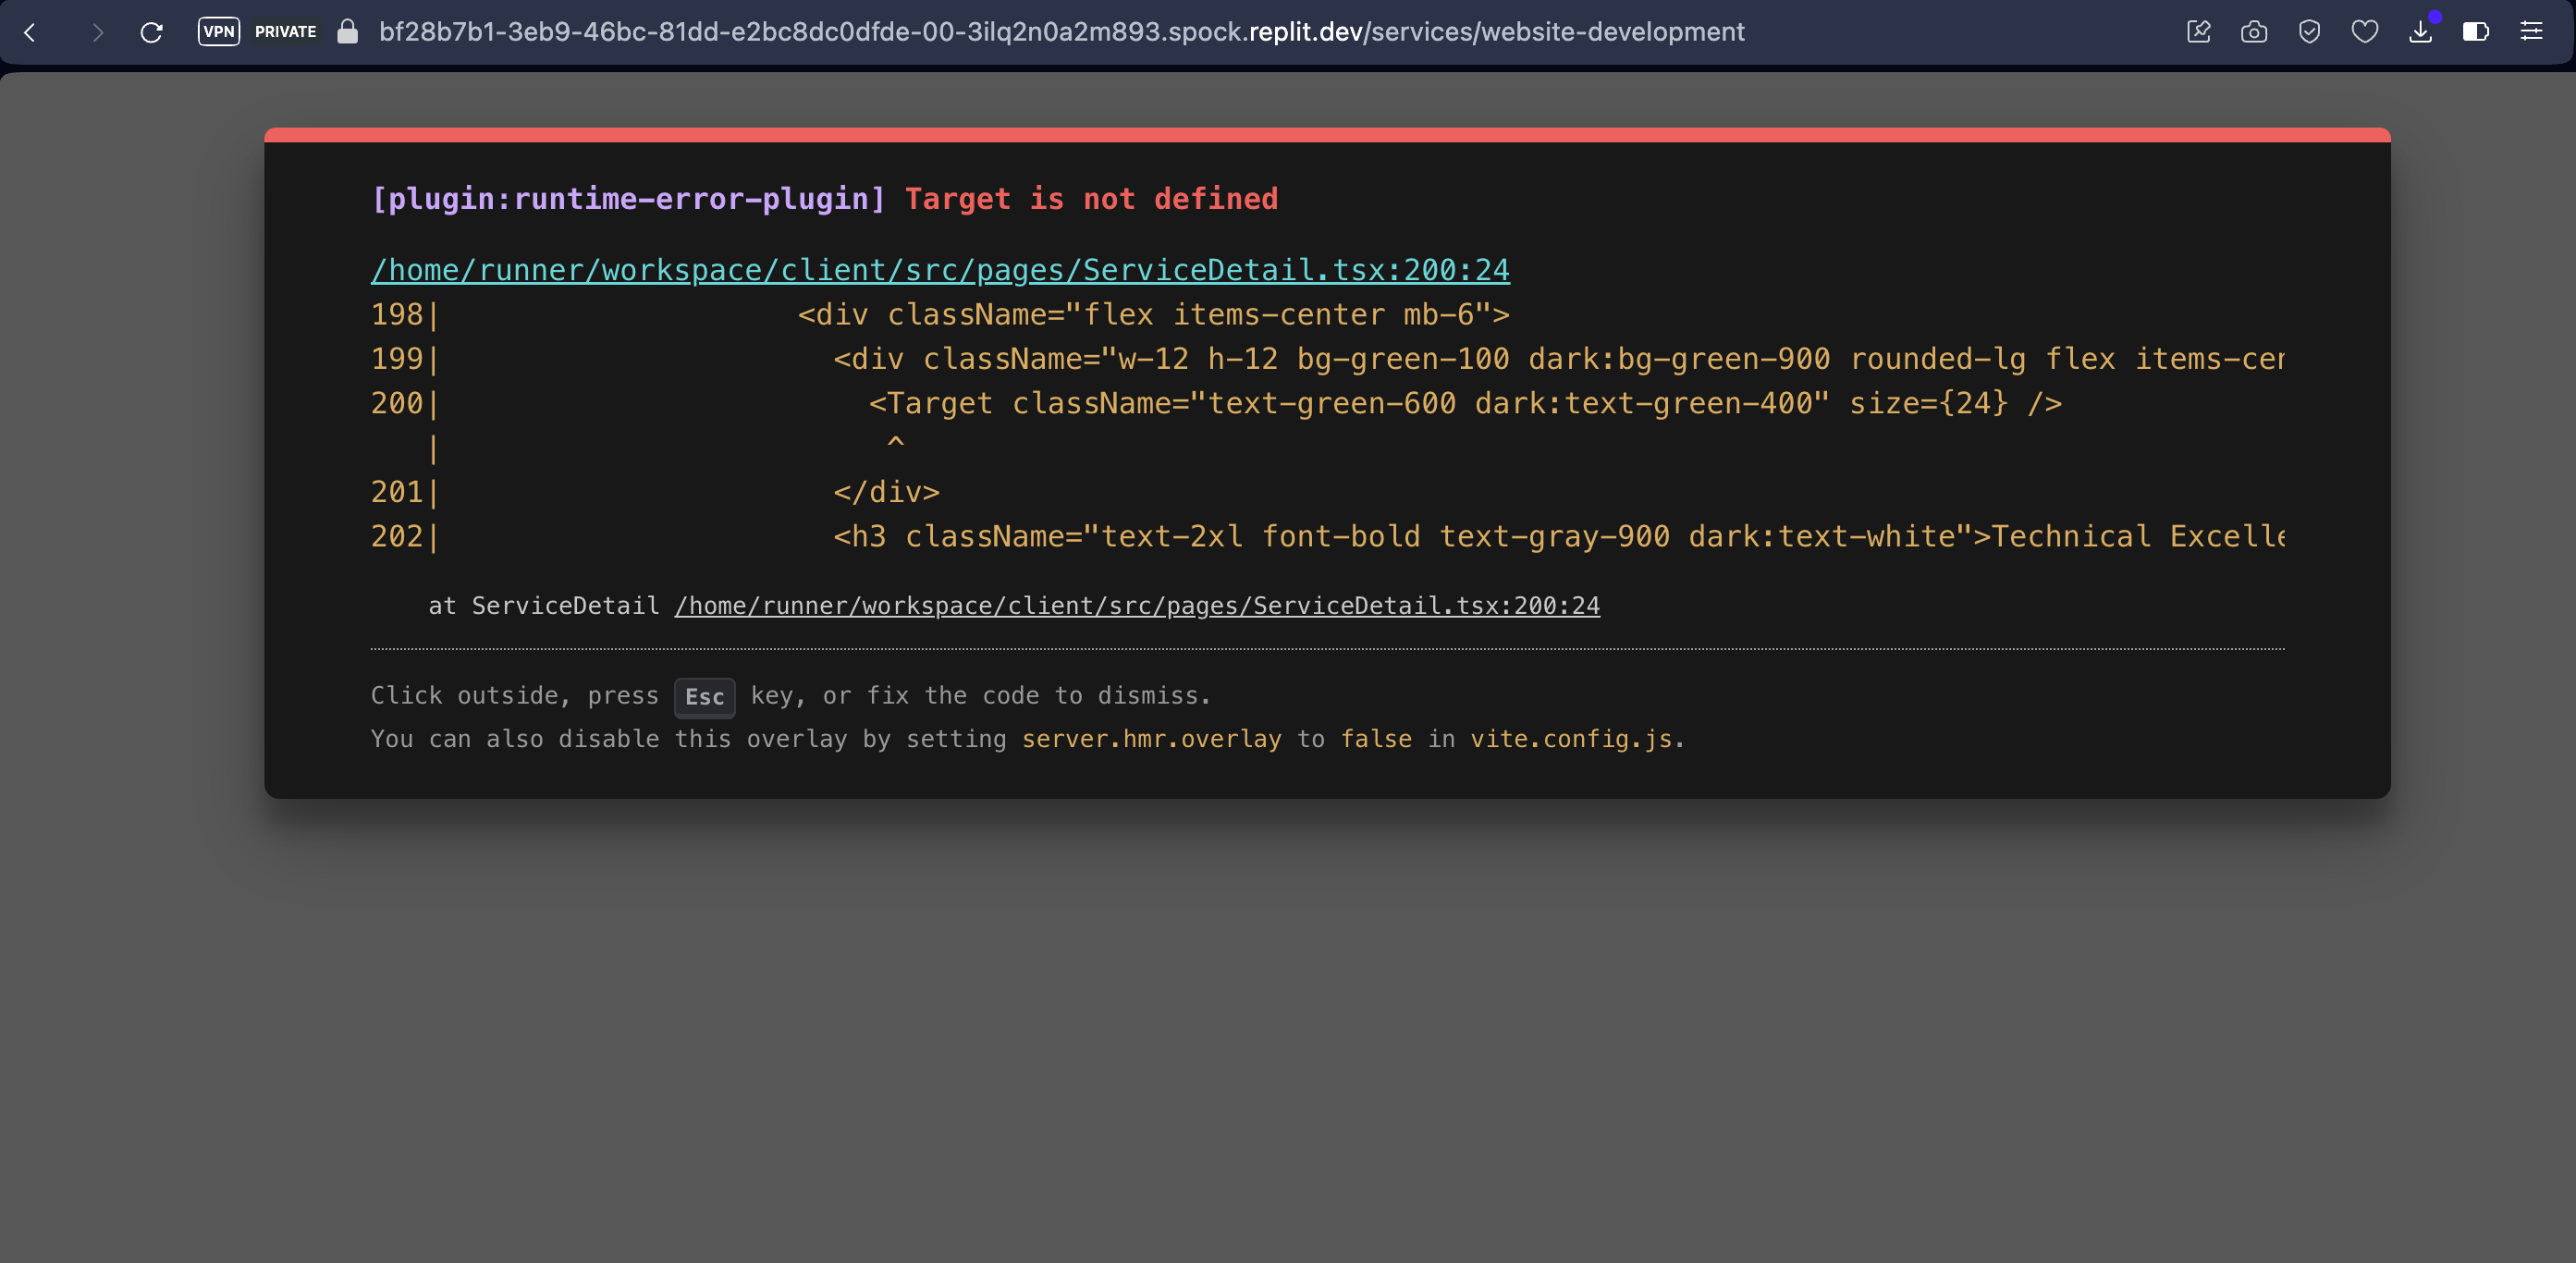 VPN PRIVATE bf28b7b1-3eb9-46bc-81dd-e2bc8dc0dfde-00-3ilq2n0a2m893.spock.replit.dev/services/website-development
[plugin:runtime-error-plugin] Target is not defined
/home/runner/workspace/client/src/pages/ServiceDetail.tsx:200:24
198|                    <div className="flex items-center mb-6">
199|                      <div className="w-12 h-12 bg-green-100 dark:bg-green-900 rounded-lg flex items-cen
200|                        <Target className="text-green-600 dark:text-green-400" size={24} />
   |                         ^
201|                      </div>
202|                      <h3 className="text-2xl font-bold text-gray-900 dark:text-white">Technical Excelle
at ServiceDetail /home/runner/workspace/client/src/pages/ServiceDetail.tsx:200:24
Click outside, press Esc key, or fix the code to dismiss.
You can also disable this overlay by setting server.hmr.overlay to false in vite.config.js.